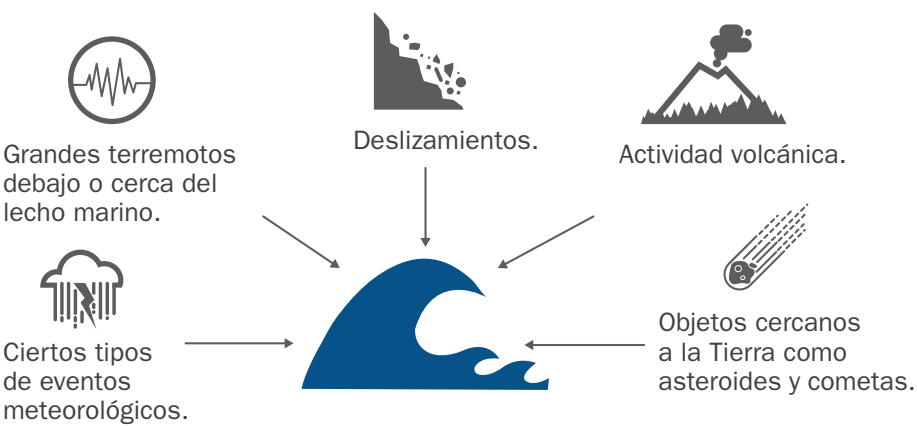 Grandes terremotos
debajo o cerca del
lecho marino.
Deslizamientos.
Actividad volcánica.
Ciertos tipos
de eventos
meteorológicos.
Objetos cercanos
a la Tierra como
asteroides y cometas.